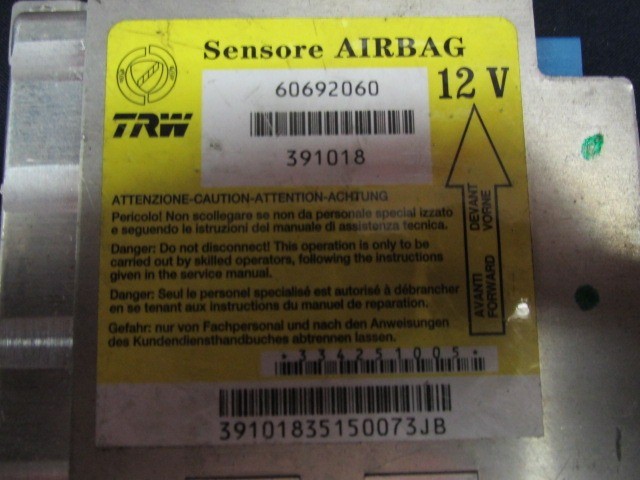 Sensore AIRBAG
TRW
60692060
12 V
391018
ATTENZIONE-CAUTION-ATTENTION-ACHTUNG
Pericolo! Non scollegare se non da personale special izzato
e seguendo le istruzioni del manuale di assistenza tecnica.
Danger: Do not disconnect! This operation is only to be
carried out by skilled operators, following the instructions
given in the service manual.
Danger: Seul le personel specialisé est autorisé à débrancher
en se tenant aux instructions du manuel de reparation.
Gefahr: nur von Fachpersonal und nach den Anweisungen
des Kundendiensthandbuches abtrennen lassen.
AVANTI DEVANT
FORWARD VORNE
*334251005*
39101835150073JB